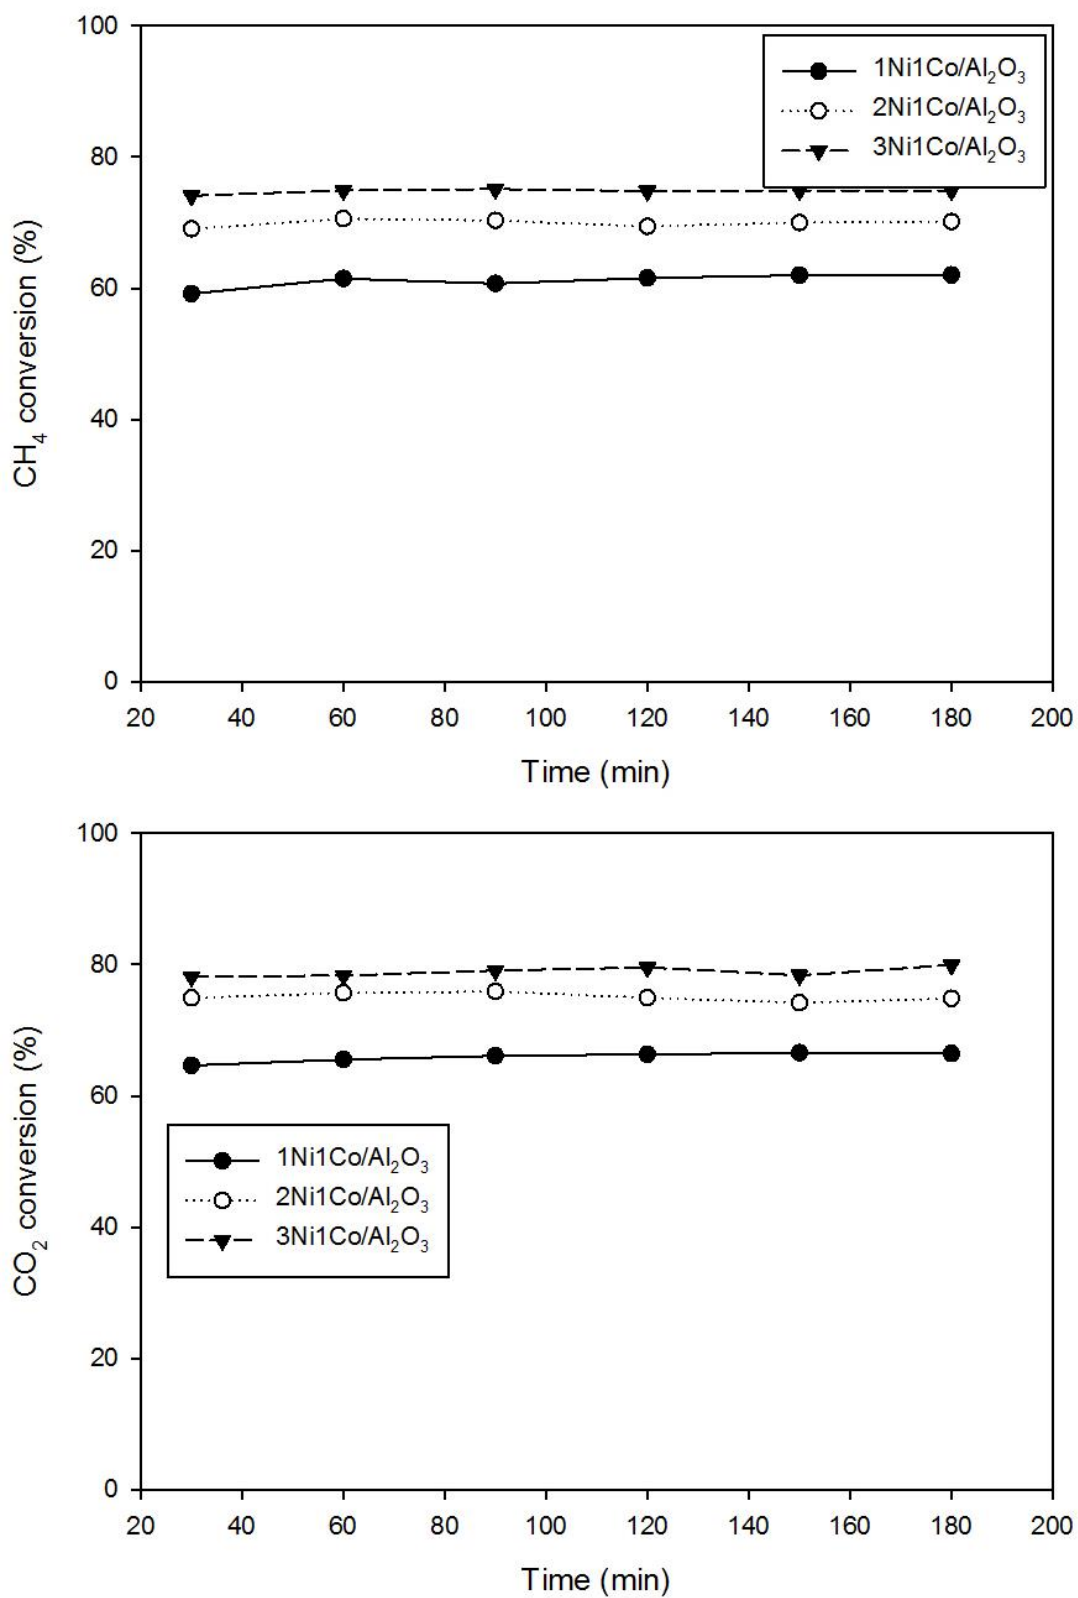 100
80
60
40
20
0
CH₄ conversion (%)
1Ni1Co/Al₂O₃
2Ni1Co/Al₂O₃
3Ni1Co/Al₂O₃
20 40 60 80 100 120 140 160 180 200
Time (min)
100
80
60
40
20
0
CO₂ conversion (%)
1Ni1Co/Al₂O₃
2Ni1Co/Al₂O₃
3Ni1Co/Al₂O₃
20 40 60 80 100 120 140 160 180 200
Time (min)